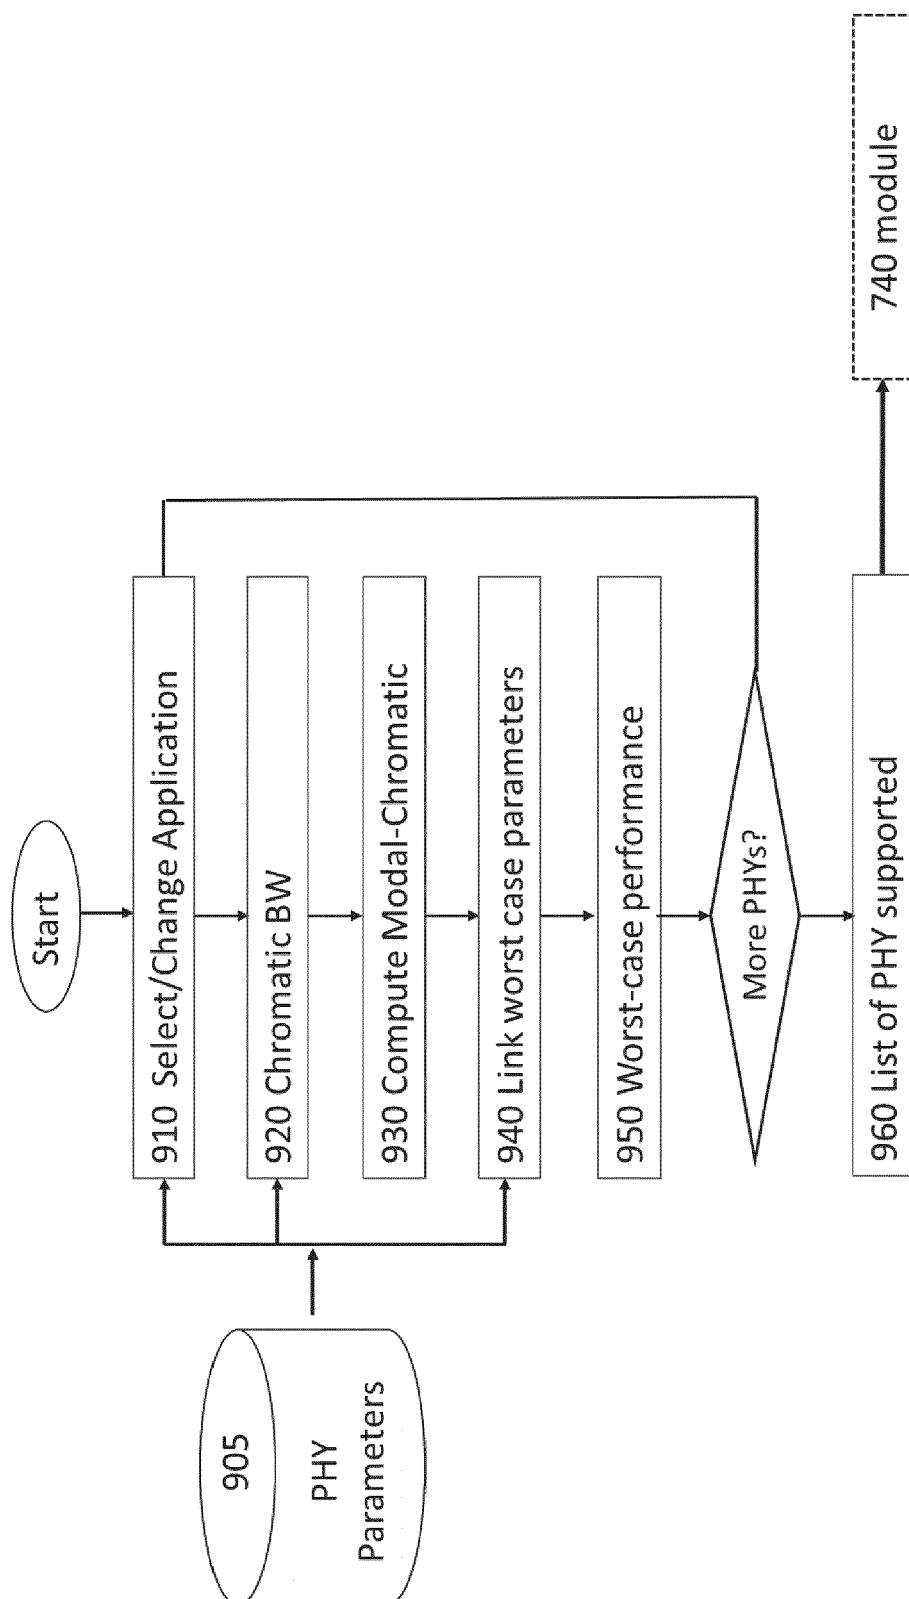 Start
910  Select/Change Application
920 Chromatic BW
930 Compute Modal-Chromatic
940 Link worst case parameters
950 Worst-case performance
More PHYs?
960 List of PHY supported
740 module
905
PHY
Parameters